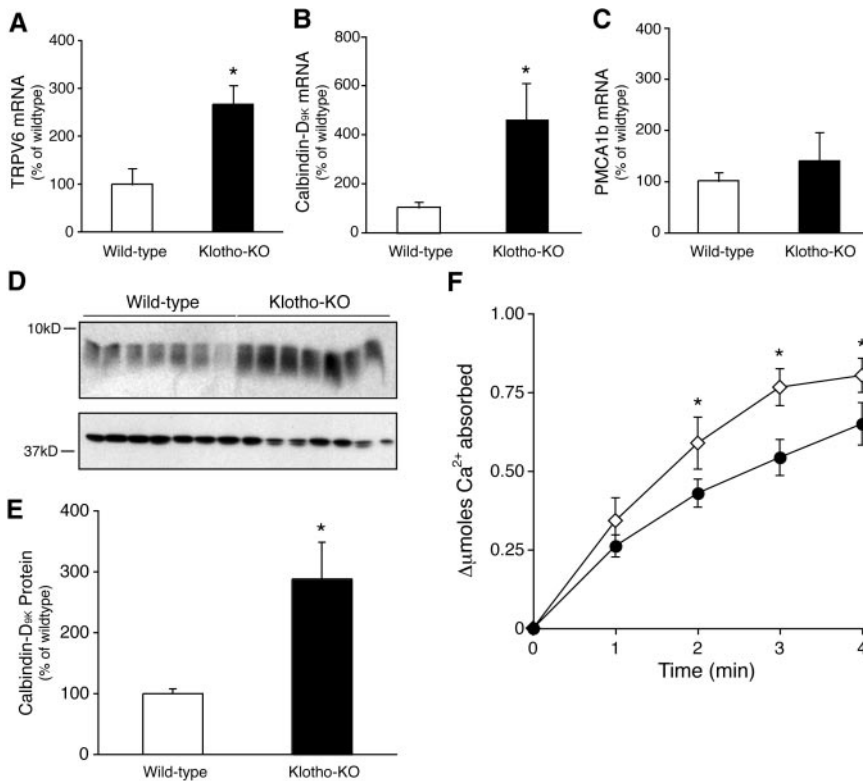 A
TRPV6 mRNA
(% of wildtype)
400
300
200
100
0
*
Wild-type
Klotho-KO
B
Calbindin-D₉ₖ mRNA
(% of wildtype)
800
600
400
200
0
*
Wild-type
Klotho-KO
C
PMCA1b mRNA
(% of wildtype)
400
300
200
100
0
Wild-type
Klotho-KO
D
Wild-type
Klotho-KO
10kD
37kD
E
Calbindin-D₉ₖ Protein
(% of wildtype)
400
300
200
100
0
*
Wild-type
Klotho-KO
F
Δμmoles Ca²⁺ absorbed
1.00
0.75
0.50
0.25
0
*
*
*
0
1
2
3
4
Time (min)